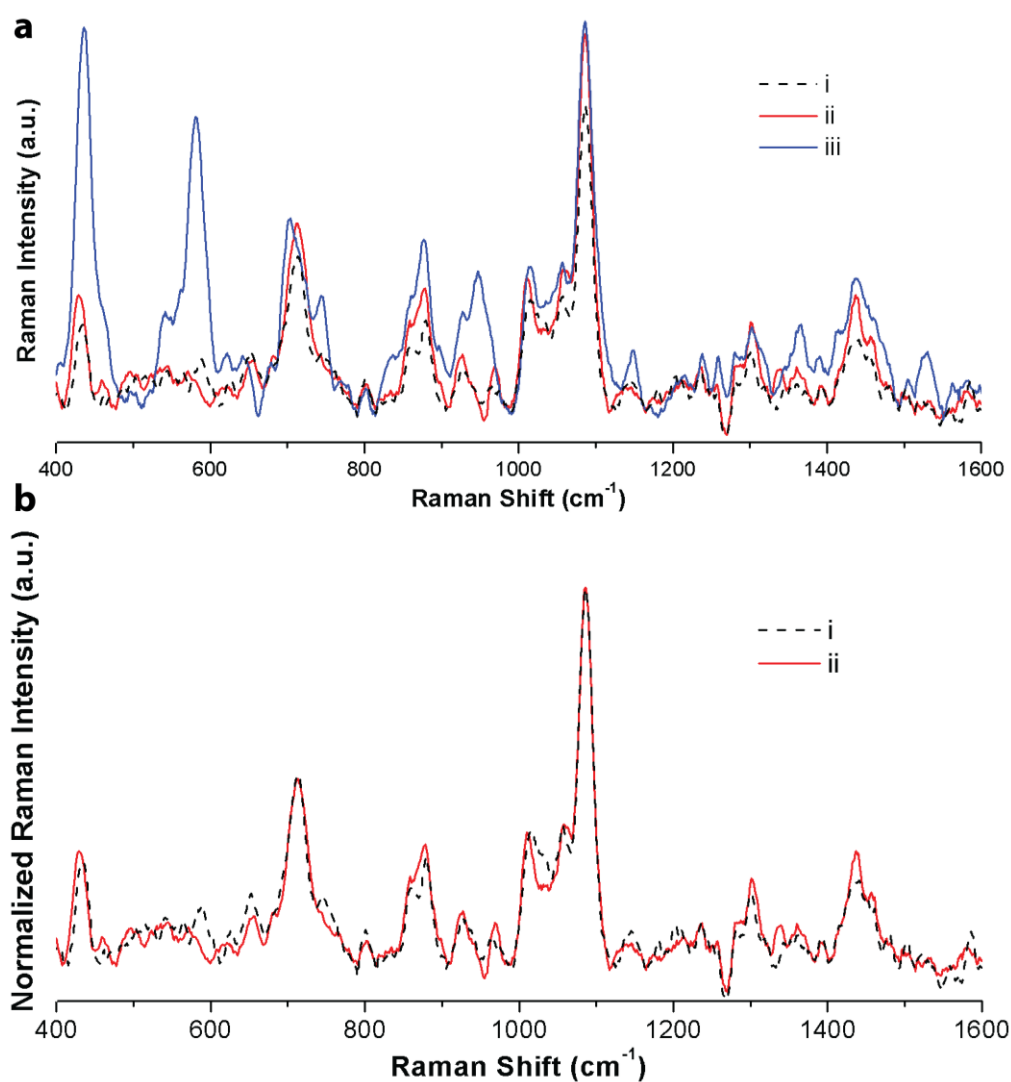 a
i
ii
iii
Raman Intensity (a.u.)
400 600 800 1000 1200 1400 1600
Raman Shift (cm⁻¹)
b
i
ii
Normalized Raman Intensity (a.u.)
400 600 800 1000 1200 1400 1600
Raman Shift (cm⁻¹)